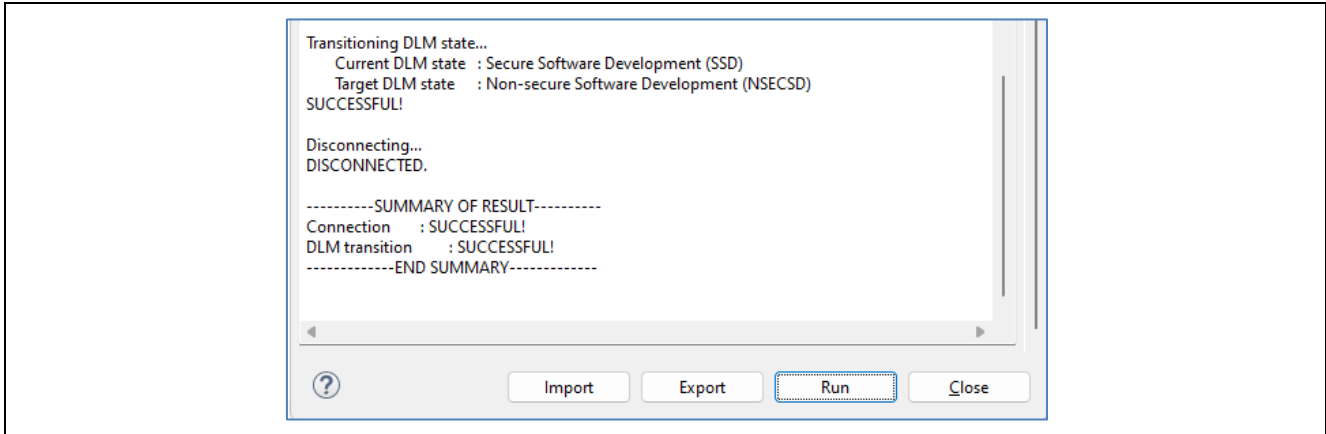 Transitioning DLM state...
Current DLM state : Secure Software Development (SSD)
Target DLM state : Non-secure Software Development (NSECSD)
SUCCESSFUL!
Disconnecting...
DISCONNECTED.
----------SUMMARY OF RESULT----------
Connection : SUCCESSFUL!
DLM transition : SUCCESSFUL!
-------------END SUMMARY-------------
? Import Export Run Close